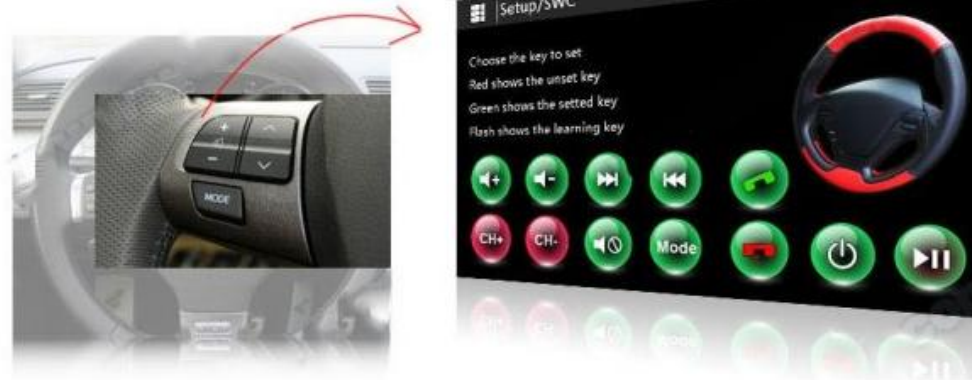 MODE
Setup/SWC
Choose the key to set
Red shows the unset key
Green shows the setted key
Flash shows the learning key
CH+
CH-
Mode